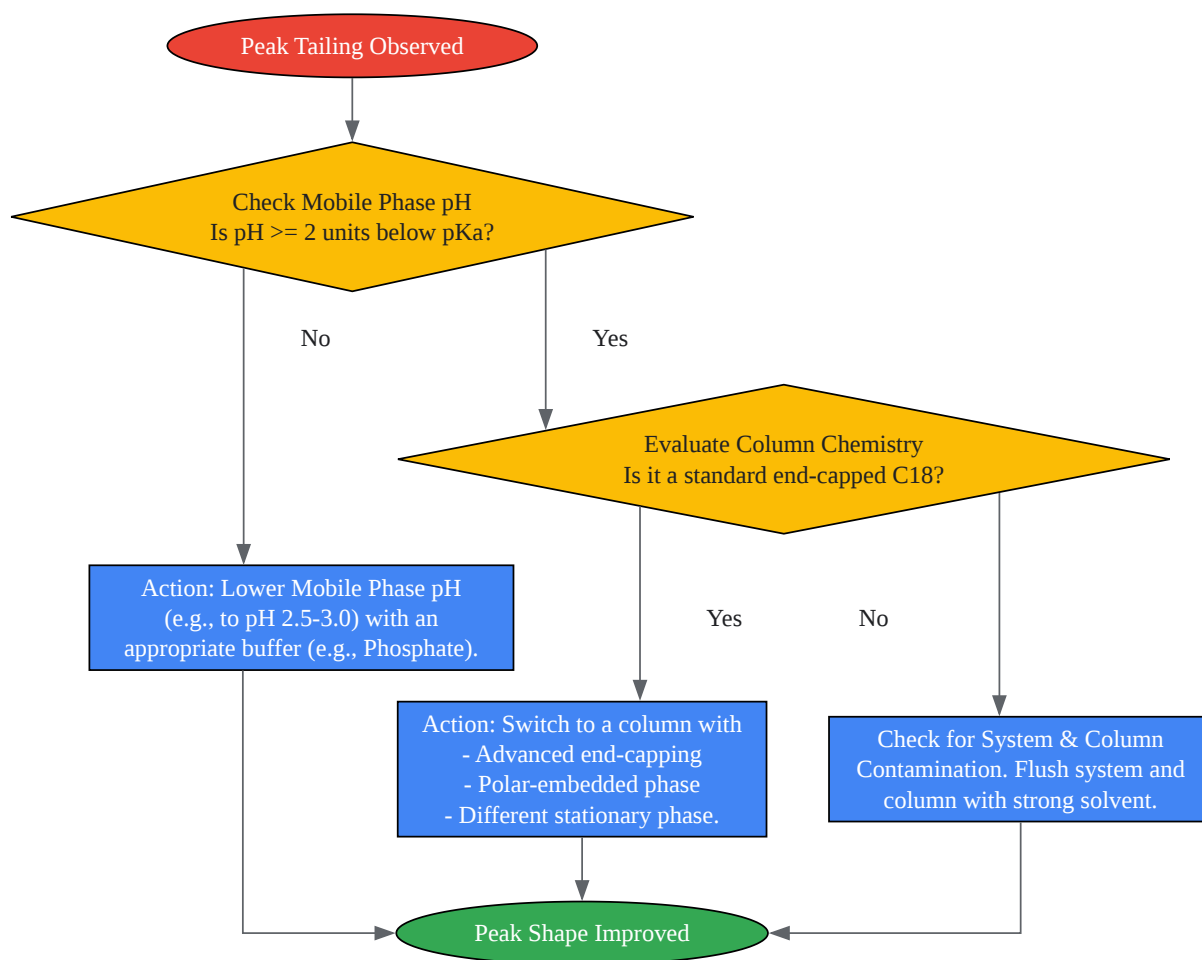 Peak Tailing Observed
Check Mobile Phase pH
Is pH >= 2 units below pKa?
No
Yes
Evaluate Column Chemistry
Is it a standard end-capped C18?
Action: Lower Mobile Phase pH
(e.g., to pH 2.5-3.0) with an
appropriate buffer (e.g., Phosphate).
Yes
No
Action: Switch to a column with
- Advanced end-capping
- Polar-embedded phase
- Different stationary phase.
Check for System & Column
Contamination. Flush system and
column with strong solvent.
Peak Shape Improved